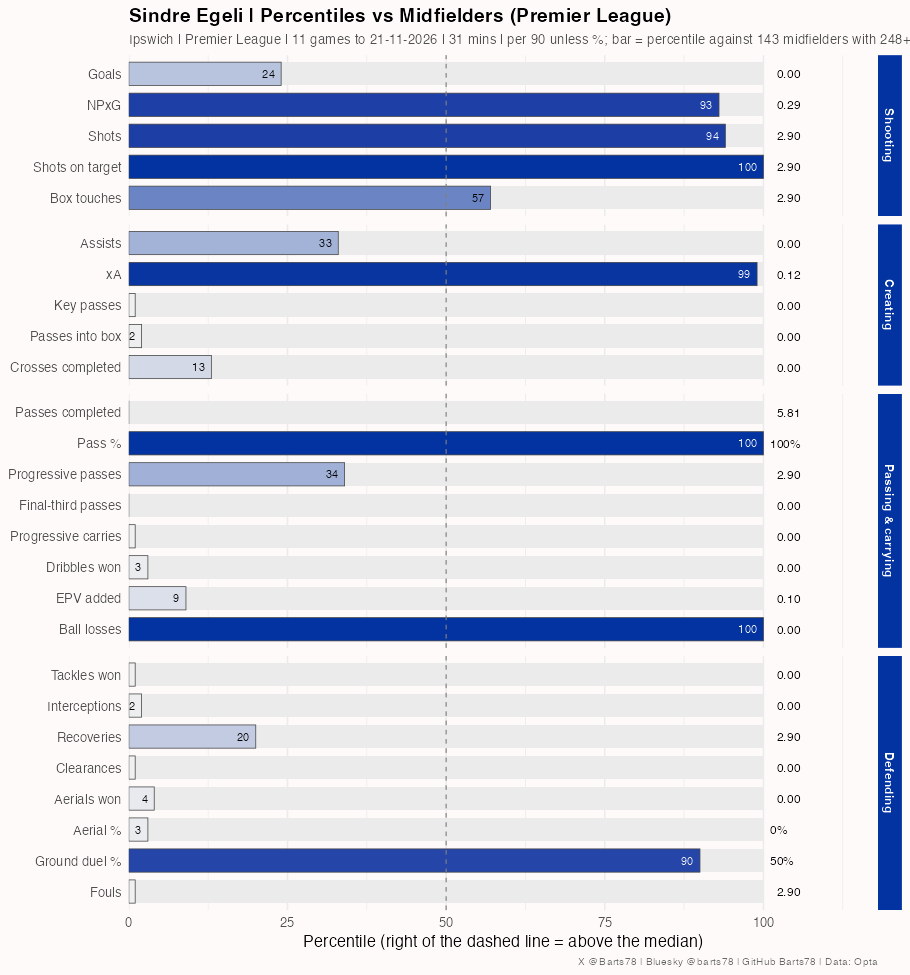 Sindre Egeli | Percentiles vs Midfielders (Premier League)
Ipswich | Premier League | 11 games to 21-11-2026 | 31 mins | per 90 unless %; bar = percentile against 143 midfielders with 248+
Goals 24 0.00
NPxG 93 0.29
Shots 94 2.90
Shots on target 100 2.90
Box touches 57 2.90
Shooting
Assists 33 0.00
xA 99 0.12
Key passes 0.00
Passes into box 2 0.00
Crosses completed 13 0.00
Creating
Passes completed 5.81
Pass % 100 100%
Progressive passes 34 2.90
Final-third passes 0.00
Progressive carries 0.00
Dribbles won 3 0.00
EPV added 9 0.10
Ball losses 100 0.00
Passing & carrying
Tackles won 0.00
Interceptions 2 0.00
Recoveries 20 2.90
Clearances 0.00
Aerials won 4 0.00
Aerial % 3 0%
Ground duel % 90 50%
Fouls 2.90
Defending
0 25 50 75 100
Percentile (right of the dashed line = above the median)
X @Barts78 | Bluesky @barts78 | GitHub Barts78 | Data: Opta